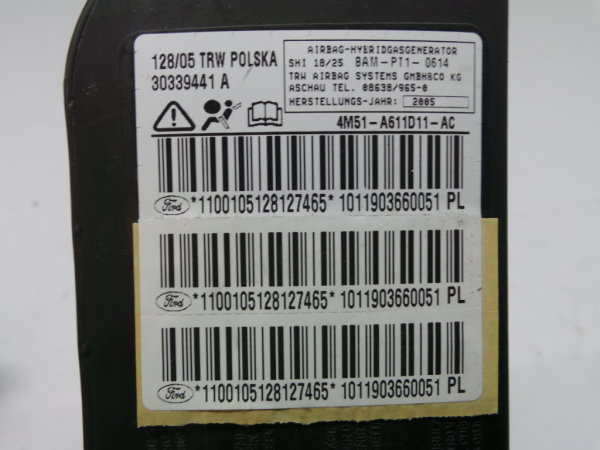 128/05 TRW POLSKA
30339441 A
AIRBAG-HYBRIDGASGENERATOR
SHI 18/25 BAM-PT1-0614
TRW AIRBAG SYSTEMS GMBH&CO KG
ASCHAU TEL. 08638/965-0
HERSTELLUNGS-JAHR: 2005
4M51-A611D11-AC
Ford *1100105128127465* 1011903660051 PL
Ford *1100105128127465* 1011903660051 PL
Ford *1100105128127465* 1011903660051 PL